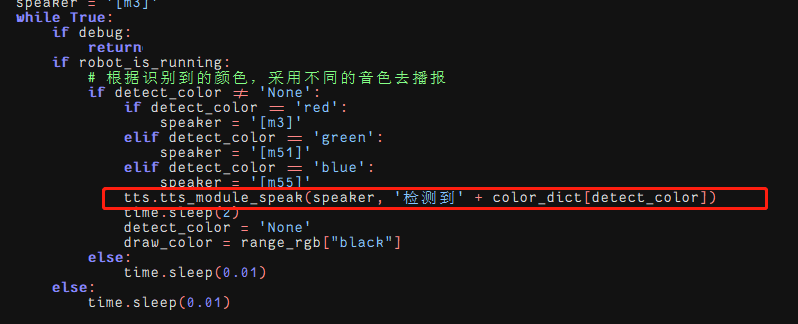 speaker = '[m3]'
while True:
    if debug:
        return
    if robot_is_running:
        # 根据识别到的颜色，采用不同的音色去播报
        if detect_color ≠ 'None':
            if detect_color == 'red':
                speaker = '[m3]'
            elif detect_color == 'green':
                speaker = '[m51]'
            elif detect_color == 'blue':
                speaker = '[m55]'
            tts.tts_module_speak(speaker, '检测到' + color_dict[detect_color])
            time.sleep(2)
            detect_color = 'None'
            draw_color = range_rgb["black"]
        else:
            time.sleep(0.01)
    else:
        time.sleep(0.01)